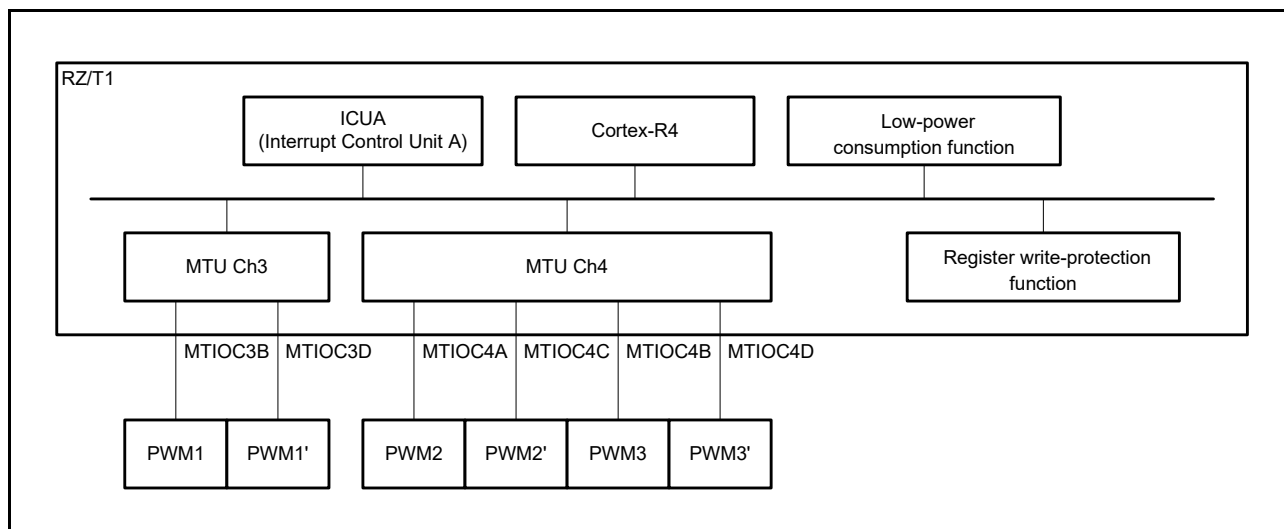 RZ/T1
ICUA
(Interrupt Control Unit A)
Cortex-R4
Low-power
consumption function
MTU Ch3
MTU Ch4
Register write-protection
function
MTIOC3B
MTIOC3D
MTIOC4A
MTIOC4C
MTIOC4B
MTIOC4D
PWM1
PWM1'
PWM2
PWM2'
PWM3
PWM3'